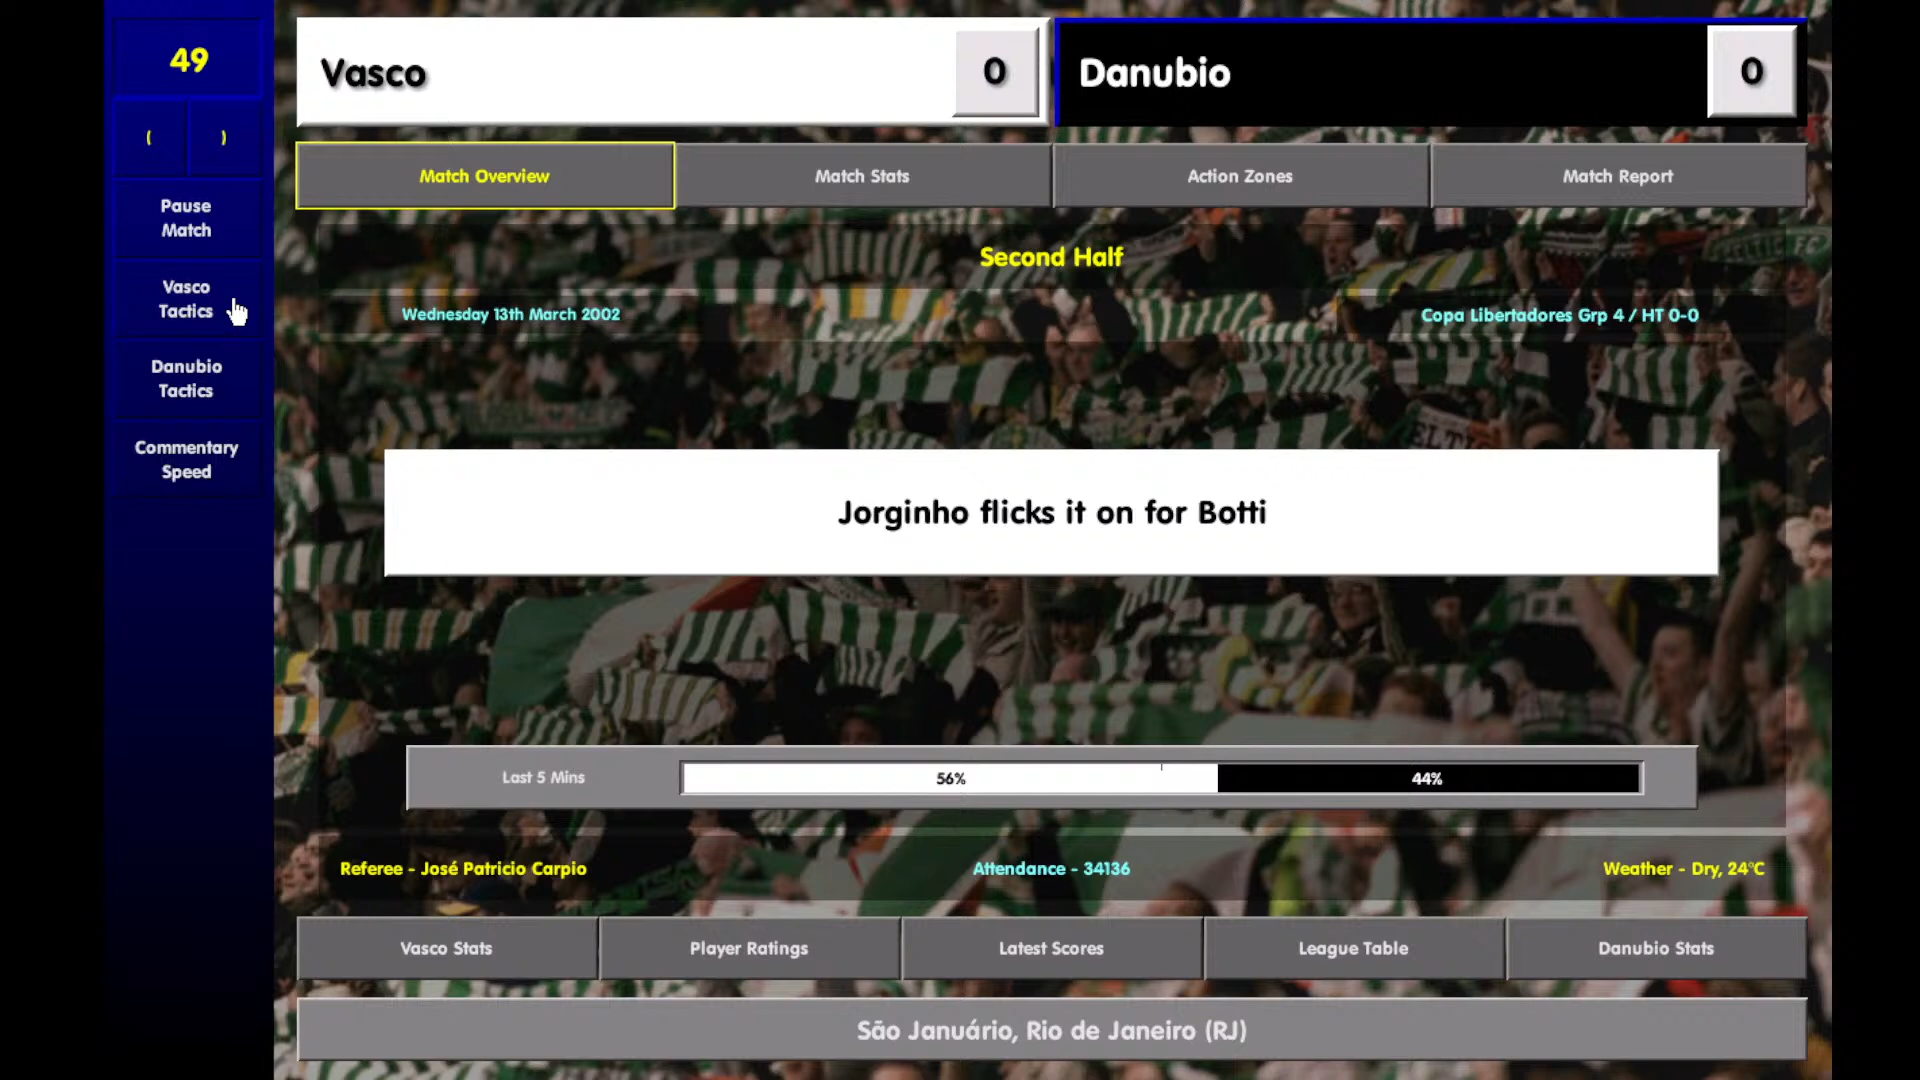 49
Vasco 0
Danubio 0
( )
Match Overview
Match Stats
Action Zones
Match Report
Pause
Match
Vasco
Tactics
Danubio
Tactics
Commentary
Speed
Second Half
Wednesday 13th March 2002
Copa Libertadores Grp 4 / HT 0-0
Jorginho flicks it on for Botti
Last 5 Mins
56%
44%
Referee - José Patricio Carpio
Attendance - 34136
Weather - Dry, 24°C
Vasco Stats
Player Ratings
Latest Scores
League Table
Danubio Stats
São Januário, Rio de Janeiro (RJ)